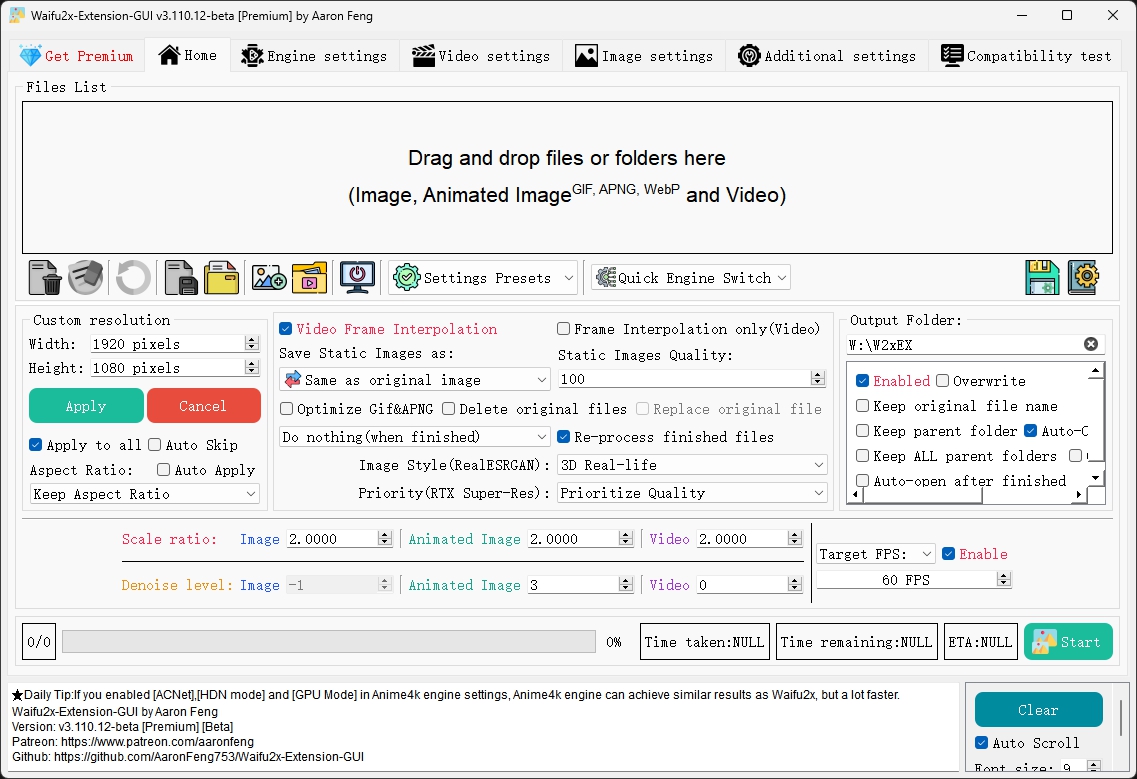 Waifu2x-Extension-GUI v3.110.12-beta [Premium] by Aaron Feng
Get Premium
Home
Engine settings
Video settings
Image settings
Additional settings
Compatibility test
Files List
Drag and drop files or folders here
(Image, Animated Image GIF, APNG, WebP and Video)
Settings Presets
Quick Engine Switch
Custom resolution
Width: 1920 pixels
Height: 1080 pixels
Apply Cancel
Apply to all Auto Skip
Aspect Ratio: Auto Apply
Keep Aspect Ratio
Video Frame Interpolation Frame Interpolation only(Video)
Save Static Images as: Static Images Quality:
Same as original image 100
Optimize Gif&APNG Delete original files Replace original file
Do nothing(when finished) Re-process finished files
Image Style(RealESRGAN): 3D Real-life
Priority(RTX Super-Res): Prioritize Quality
Output Folder:
W:\W2xEX
Enabled Overwrite
Keep original file name
Keep parent folder Auto-C
Keep ALL parent folders
Auto-open after finished
Scale ratio: Image 2.0000 Animated Image 2.0000 Video 2.0000
Denoise level: Image -1 Animated Image 3 Video 0
Target FPS: Enable
60 FPS
0/0 0% Time taken:NULL Time remaining:NULL ETA:NULL Start
★Daily Tip:If you enabled [ACNet],[HDN mode] and [GPU Mode] in Anime4k engine settings, Anime4k engine can achieve similar results as Waifu2x, but a lot faster.
Waifu2x-Extension-GUI by Aaron Feng
Version: v3.110.12-beta [Premium] [Beta]
Patreon: https://www.patreon.com/aaronfeng
Github: https://github.com/AaronFeng753/Waifu2x-Extension-GUI
Clear
Auto Scroll
Font size: 9